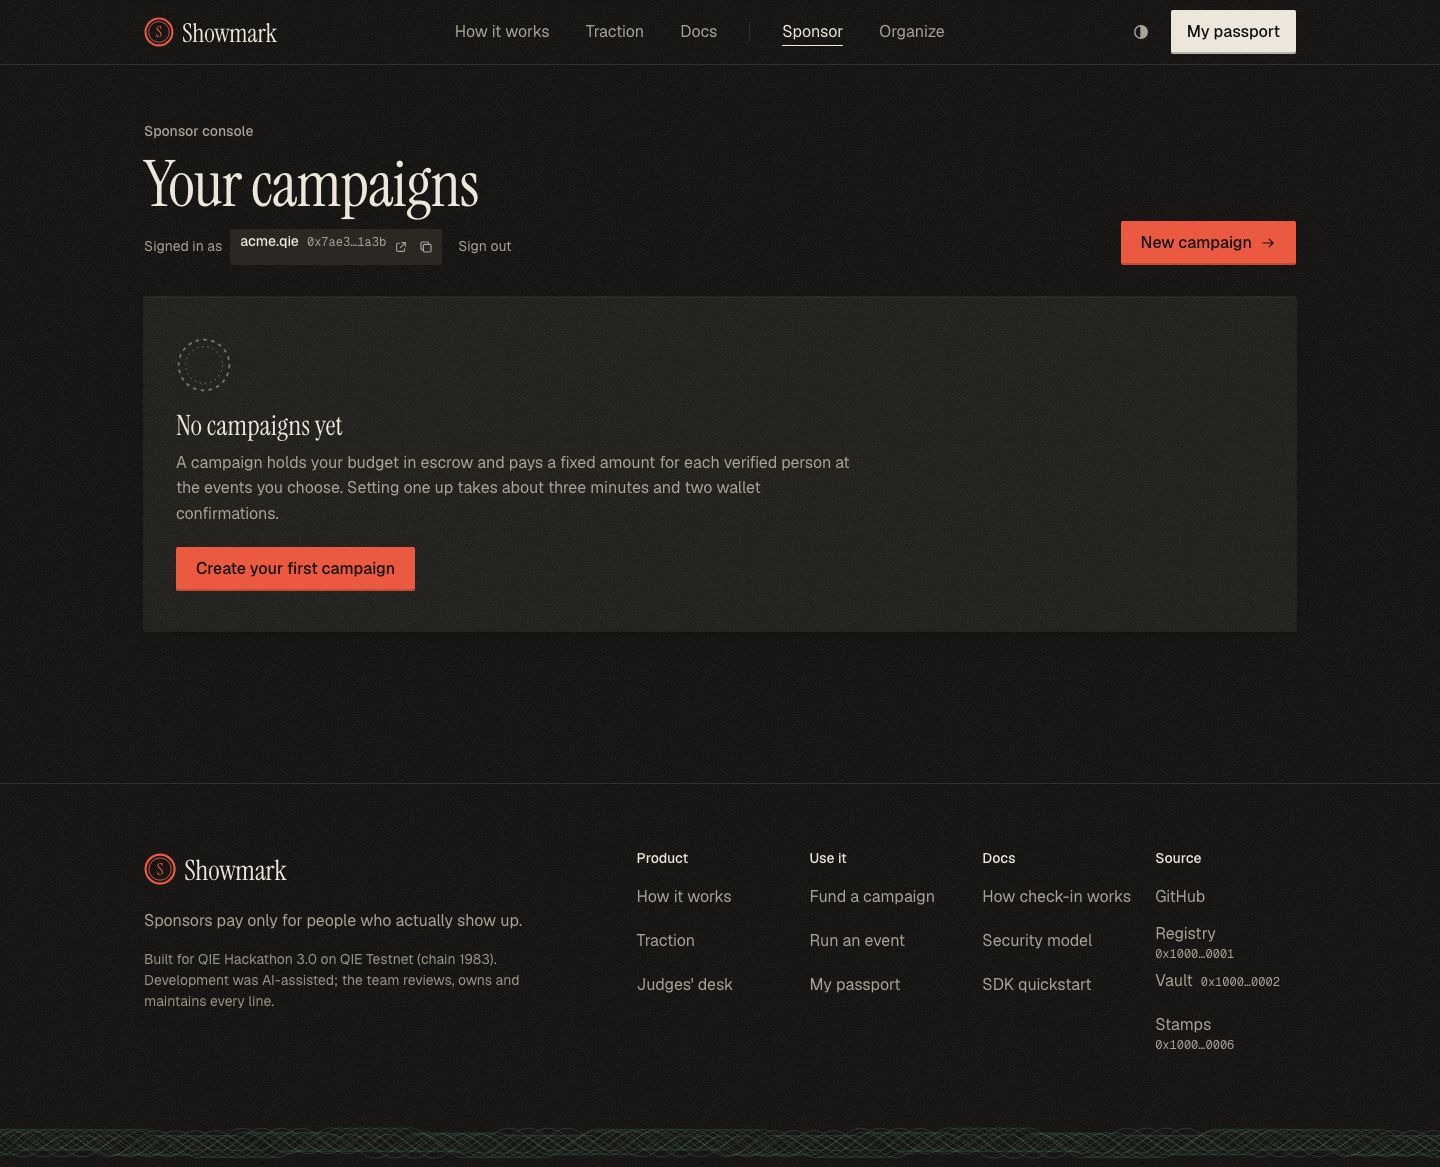 S Showmark How it works Traction Docs Sponsor Organize My passport
Sponsor console
Your campaigns
Signed in as acme.qie 0x7ae3…1a3b Sign out New campaign →
No campaigns yet
A campaign holds your budget in escrow and pays a fixed amount for each verified person at
the events you choose. Setting one up takes about three minutes and two wallet
confirmations.
Create your first campaign
S Showmark
Sponsors pay only for people who actually show up.
Built for QIE Hackathon 3.0 on QIE Testnet (chain 1983).
Development was AI-assisted; the team reviews, owns and
maintains every line.
Product
How it works
Traction
Judges' desk
Use it
Fund a campaign
Run an event
My passport
Docs
How check-in works
Security model
SDK quickstart
Source
GitHub
Registry
0x1000…0001
Vault 0x1000…0002
Stamps
0x1000…0006